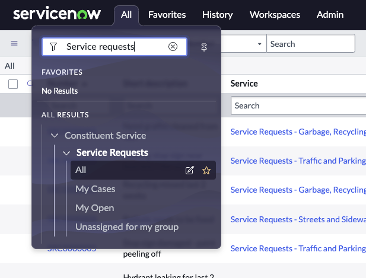 servicenow All Favorites History Workspaces Admin
Service requests
Search
All
FAVORITES
No Results
ALL RESULTS
Constituent Service
Service Requests
All
My Cases
My Open
Unassigned for my group
Service
Search
Service Requests - Garbage, Recycling
Service Requests - Traffic and Parking
Service Requests - Garbage, Recycling
Service Requests - Streets and Sidewa
Service Requests - Traffic and Parking
peeling off
Hydrant leaking for last 2